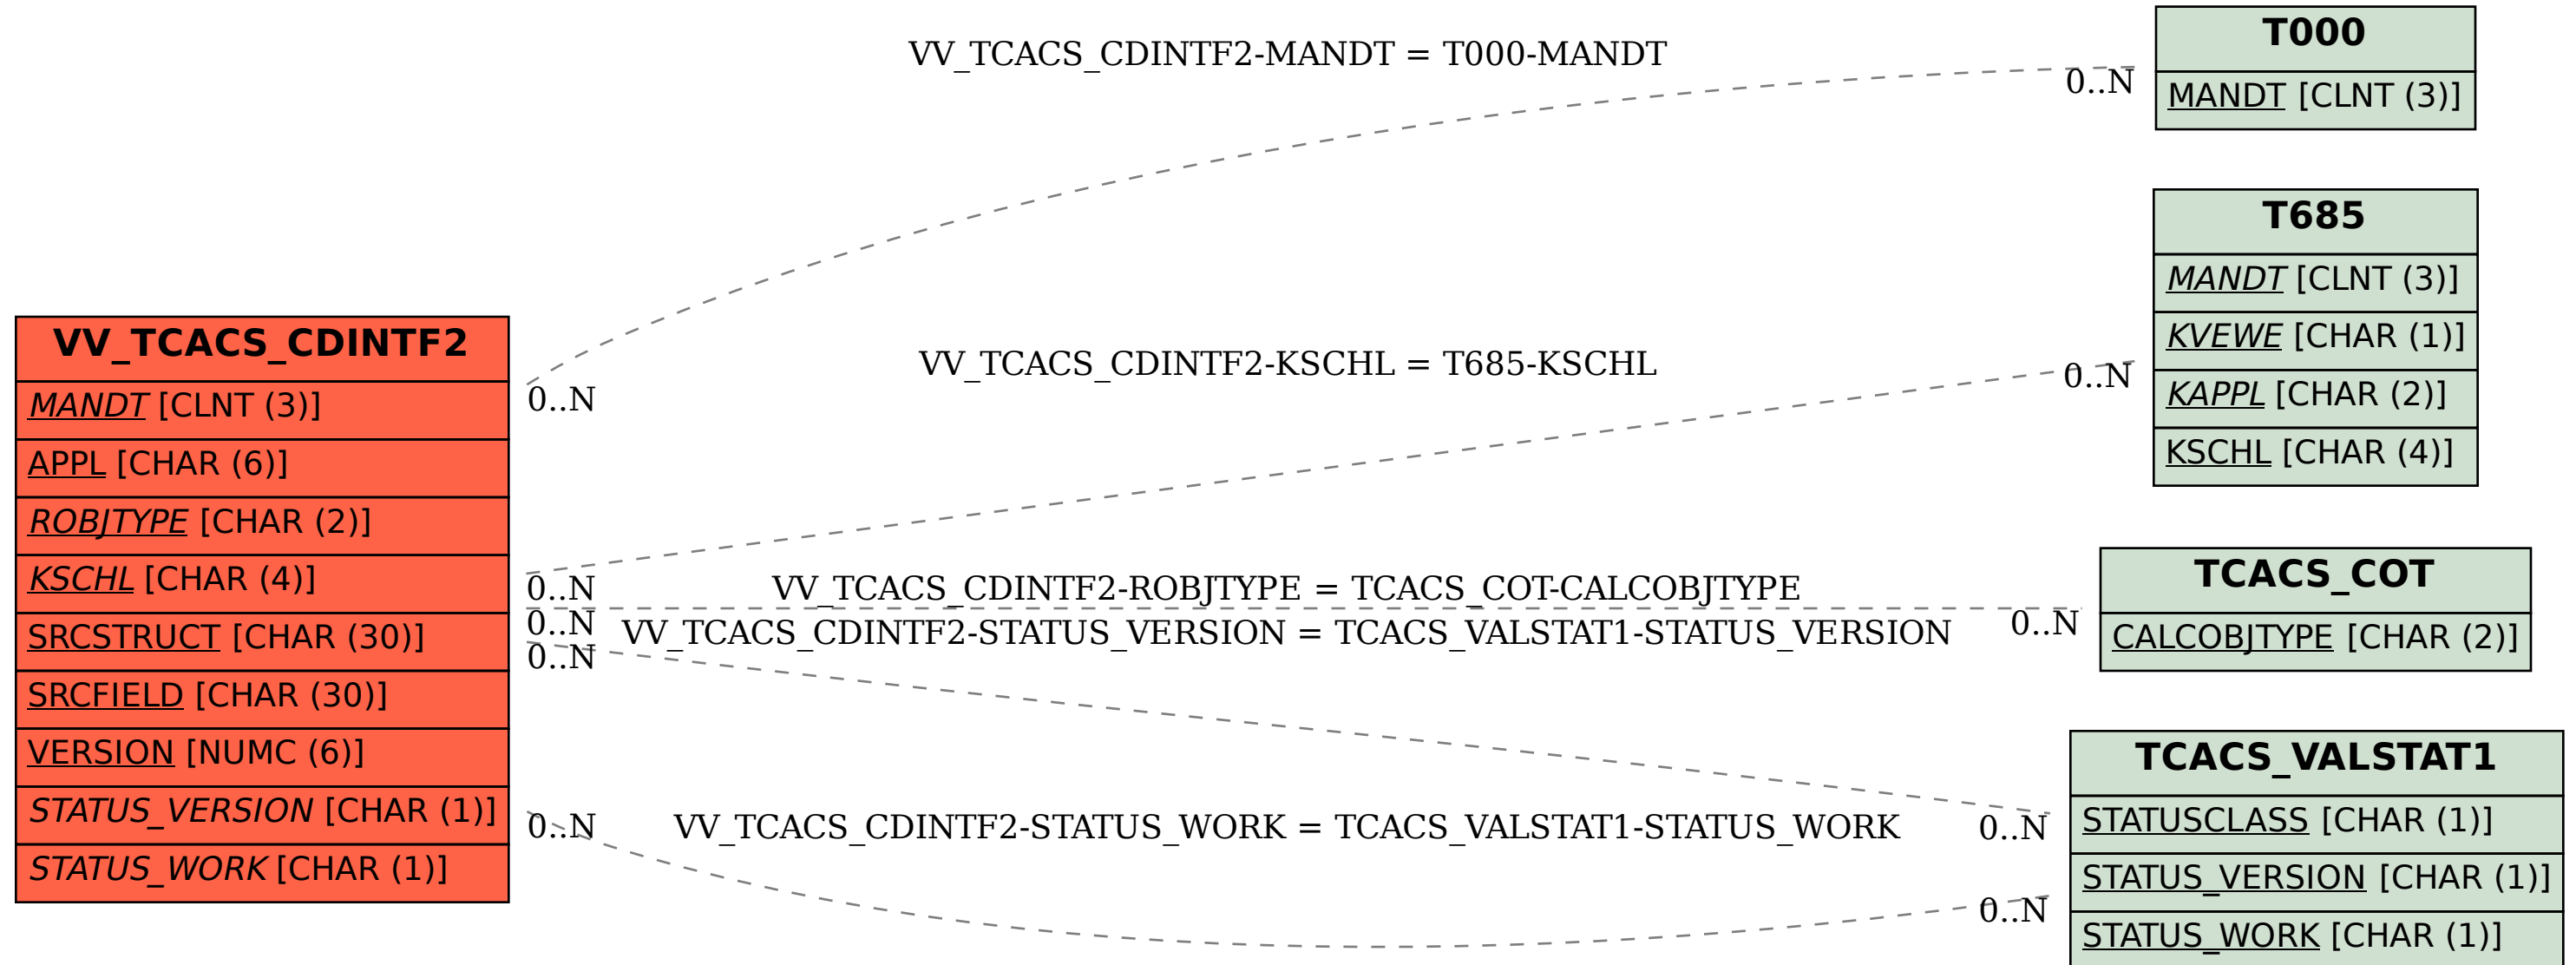 VV_TCACS_CDINTF2
MANDT [CLNT (3)]
APPL [CHAR (6)]
ROBJTYPE [CHAR (2)]
KSCHL [CHAR (4)]
SRCSTRUCT [CHAR (30)]
SRCFIELD [CHAR (30)]
VERSION [NUMC (6)]
STATUS_VERSION [CHAR (1)]
STATUS_WORK [CHAR (1)]
VV_TCACS_CDINTF2-MANDT = T000-MANDT
0..N
0..N
VV_TCACS_CDINTF2-KSCHL = T685-KSCHL
0..N
0..N
VV_TCACS_CDINTF2-ROBJTYPE = TCACS_COT-CALCOBJTYPE
0..N
0..N
VV_TCACS_CDINTF2-STATUS_VERSION = TCACS_VALSTAT1-STATUS_VERSION
0..N
0..N
VV_TCACS_CDINTF2-STATUS_WORK = TCACS_VALSTAT1-STATUS_WORK
0..N
0..N
T000
MANDT [CLNT (3)]
T685
MANDT [CLNT (3)]
KVEWE [CHAR (1)]
KAPPL [CHAR (2)]
KSCHL [CHAR (4)]
TCACS_COT
CALCOBJTYPE [CHAR (2)]
TCACS_VALSTAT1
STATUSCLASS [CHAR (1)]
STATUS_VERSION [CHAR (1)]
STATUS_WORK [CHAR (1)]